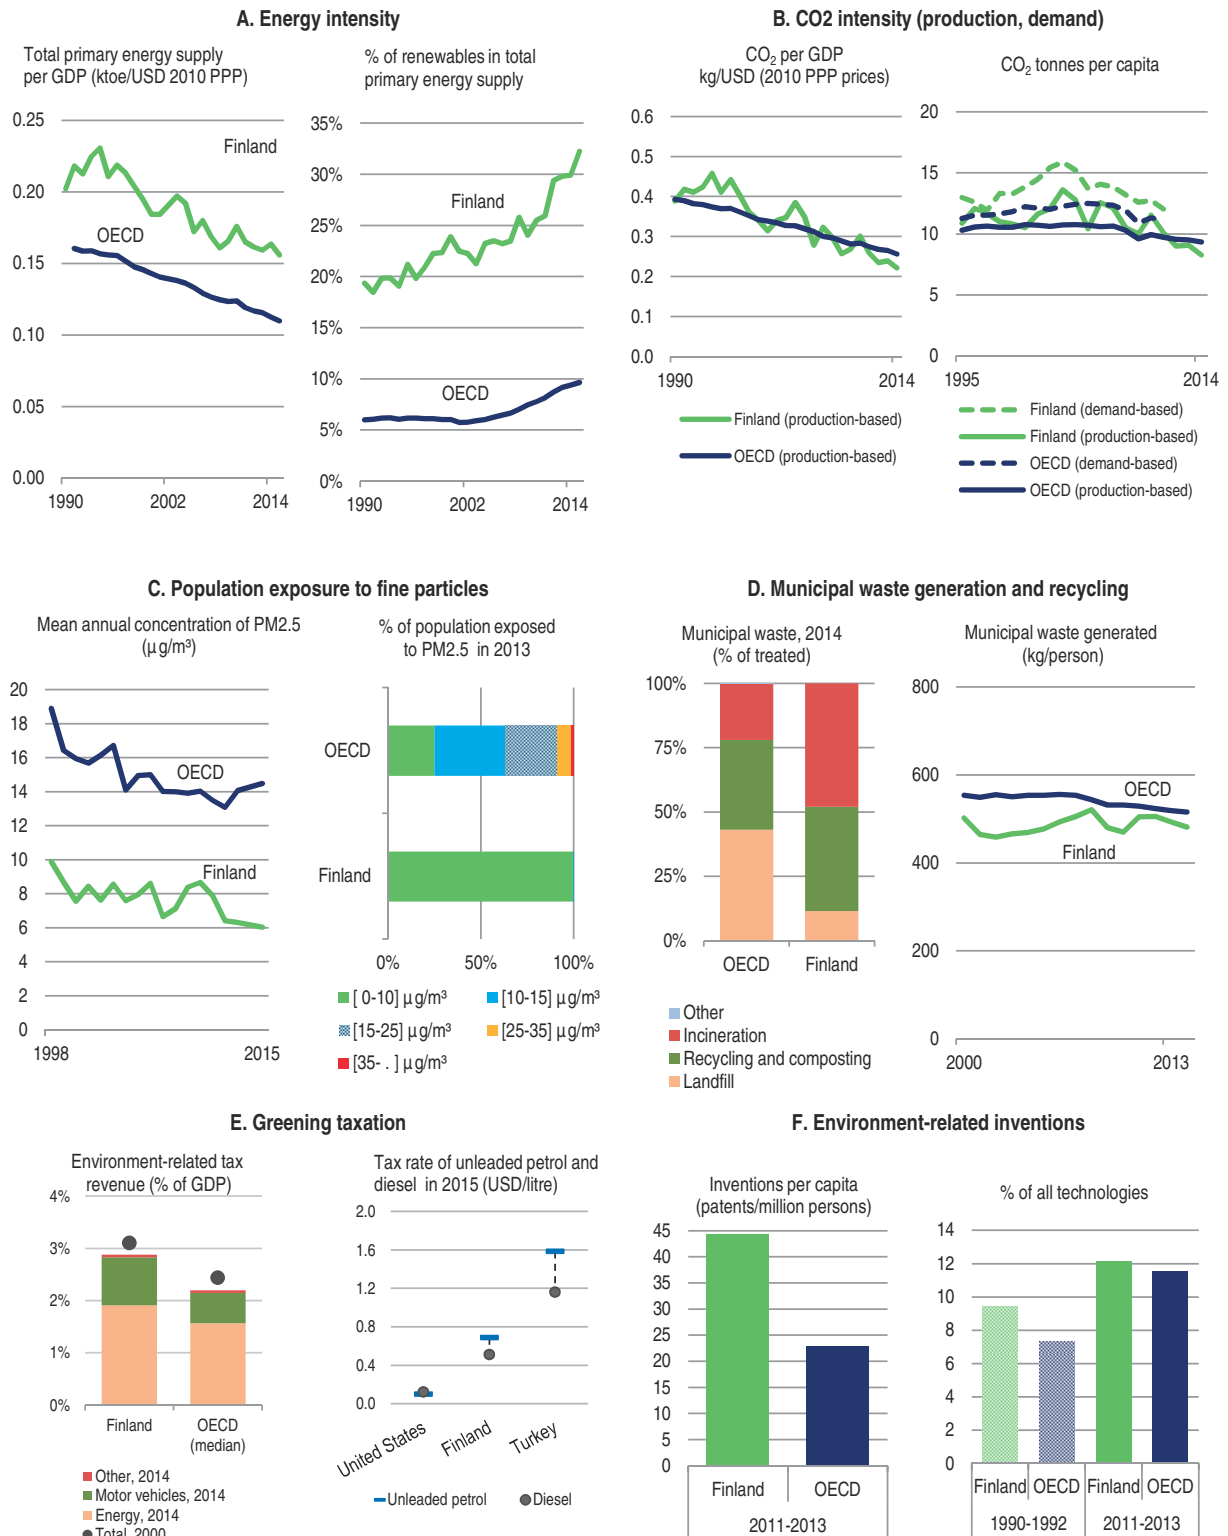 A. Energy intensity
Total primary energy supply
per GDP (ktoe/USD 2010 PPP)
0.25
0.20
0.15
0.10
0.05
0.00
Finland
OECD
1990
2002
2014
% of renewables in total
primary energy supply
35%
30%
25%
20%
15%
10%
5%
0%
Finland
OECD
1990
2002
2014
B. CO2 intensity (production, demand)
CO₂ per GDP
kg/USD (2010 PPP prices)
0.6
0.5
0.4
0.3
0.2
0.1
0.0
1990
2014
Finland (production-based)
OECD (production-based)
CO₂ tonnes per capita
20
15
10
5
0
1995
2014
Finland (demand-based)
Finland (production-based)
OECD (demand-based)
OECD (production-based)
C. Population exposure to fine particles
Mean annual concentration of PM2.5
(µg/m³)
20
18
16
14
12
10
8
6
4
2
0
OECD
Finland
1998
2015
% of population exposed
to PM2.5 in 2013
OECD
Finland
0%
50%
100%
[ 0-10] µg/m³
[10-15] µg/m³
[15-25] µg/m³
[25-35] µg/m³
[35- . ] µg/m³
D. Municipal waste generation and recycling
Municipal waste, 2014
(% of treated)
100%
75%
50%
25%
0%
OECD
Finland
Other
Incineration
Recycling and composting
Landfill
Municipal waste generated
(kg/person)
800
600
400
200
0
OECD
Finland
2000
2013
E. Greening taxation
Environment-related tax
revenue (% of GDP)
4%
3%
2%
1%
0%
Finland
OECD
(median)
Other, 2014
Motor vehicles, 2014
Energy, 2014
Total, 2000
Tax rate of unleaded petrol and
diesel in 2015 (USD/litre)
2.0
1.6
1.2
0.8
0.4
0.0
United States
Finland
Turkey
Unleaded petrol
Diesel
F. Environment-related inventions
Inventions per capita
(patents/million persons)
45
40
35
30
25
20
15
10
5
0
Finland
OECD
2011-2013
% of all technologies
14
12
10
8
6
4
2
0
Finland
OECD
Finland
OECD
1990-1992
2011-2013